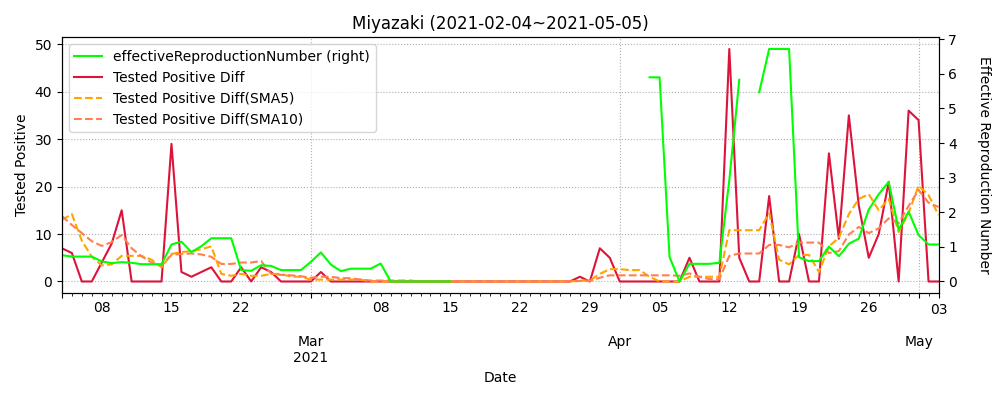 Miyazaki (2021-02-04~2021-05-05)
effectiveReproductionNumber (right)
Tested Positive Diff
Tested Positive Diff(SMA5)
Tested Positive Diff(SMA10)
Tested Positive
50
40
30
20
10
0
7
6
5
4
3
2
1
0
Effective Reproduction Number
08 15 22 08 15 22 29 05 12 19 26 03
Mar Apr May
2021
Date